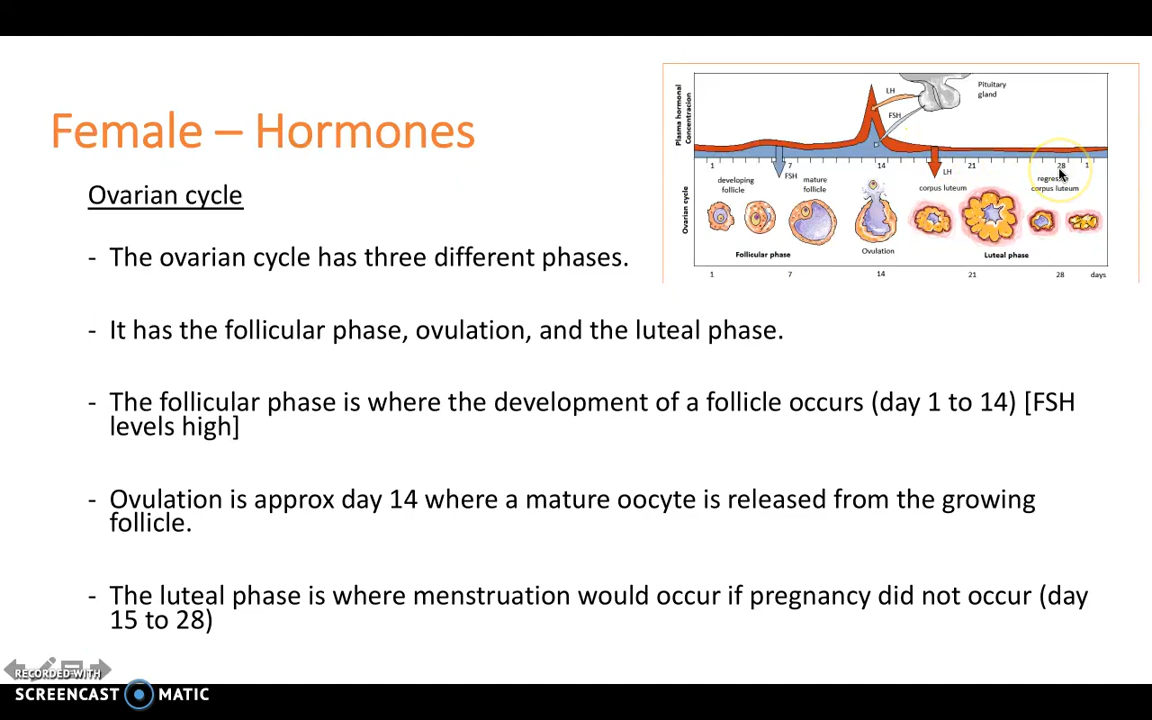 Female – Hormones
Ovarian cycle
- The ovarian cycle has three different phases.
- It has the follicular phase, ovulation, and the luteal phase.
- The follicular phase is where the development of a follicle occurs (day 1 to 14) [FSH
levels high]
- Ovulation is approx day 14 where a mature oocyte is released from the growing
follicle.
- The luteal phase is where menstruation would occur if pregnancy did not occur (day
15 to 28)
Plasma hormonal
Concentration
LH
FSH
Pituitary
gland
1 7 14 21 28 1
FSH
LH
Ovarian cycle
developing
follicle
mature
follicle
corpus luteum
corpus luteum
Follicular phase
Ovulation
Luteal phase
1 7 14 21 28 days
RECORDED WITH
SCREENCAST MATIC